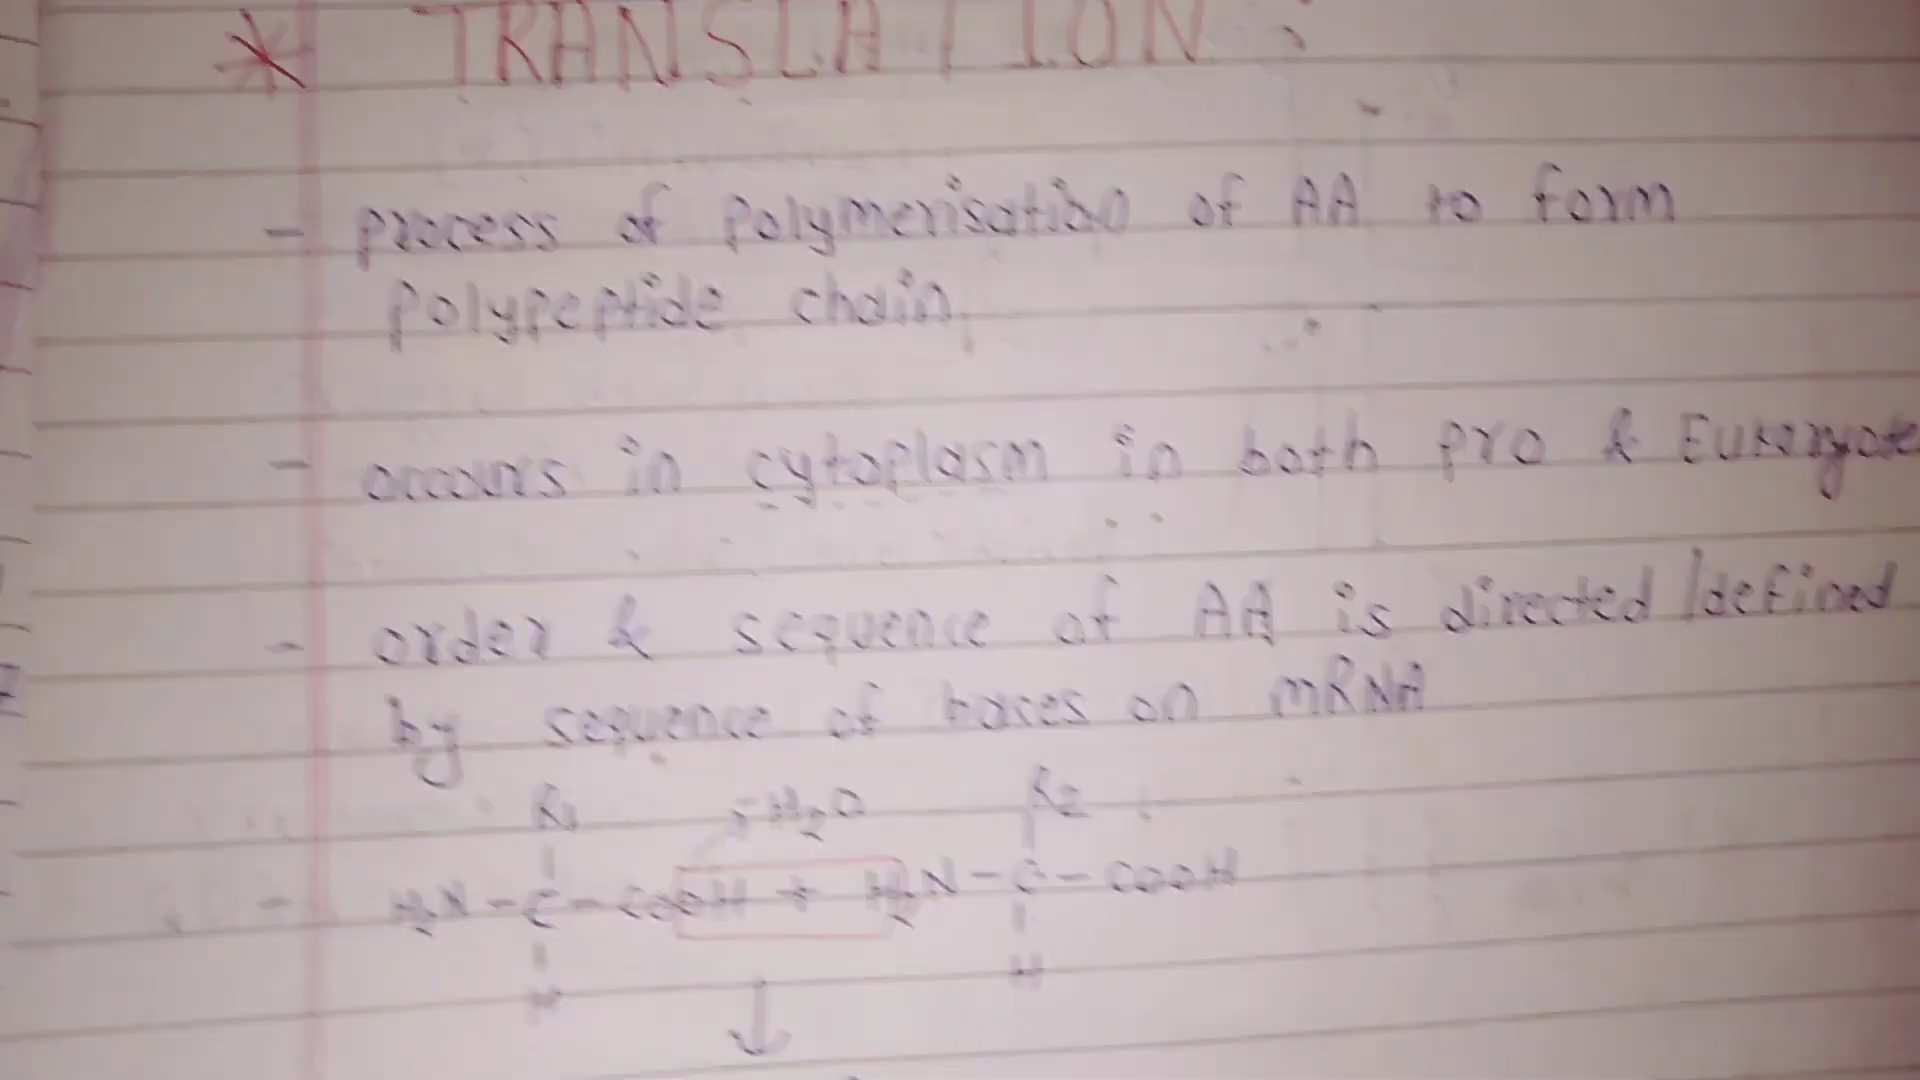 * TRANSLATION :
- process of polymerisation of AA to form
polypeptide chain
- occurs in cytoplasm in both pro & Eukaryote
- order & sequence of AA is directed / defined
by sequence of bases on mRNA
R1 -H2O R2
- H2N-C-COOH + H2N-C-COOH
H H